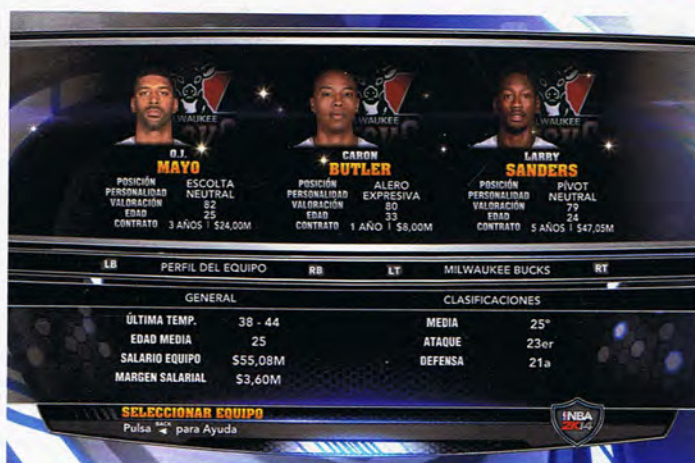 WAUKEE
WAUKEE
WAUKEE
O.J.
MAYO
POSICIÓN ESCOLTA
PERSONALIDAD NEUTRAL
VALORACIÓN 82
EDAD 25
CONTRATO 3 AÑOS | $24,00M
CARON
BUTLER
POSICIÓN ALERO
PERSONALIDAD EXPRESIVA
VALORACIÓN 80
EDAD 33
CONTRATO 1 AÑO | $8,00M
LARRY
SANDERS
POSICIÓN PÍVOT
PERSONALIDAD NEUTRAL
VALORACIÓN 79
EDAD 24
CONTRATO 5 AÑOS | $47,05M
LB PERFIL DEL EQUIPO RB LT MILWAUKEE BUCKS RT
GENERAL
ÚLTIMA TEMP. 38 - 44
EDAD MEDIA 25
SALARIO EQUIPO $55,08M
MARGEN SALARIAL $3,60M
CLASIFICACIONES
MEDIA 25°
ATAQUE 23er
DEFENSA 21a
SELECCIONAR EQUIPO
Pulsa BACK para Ayuda
NBA
2K14